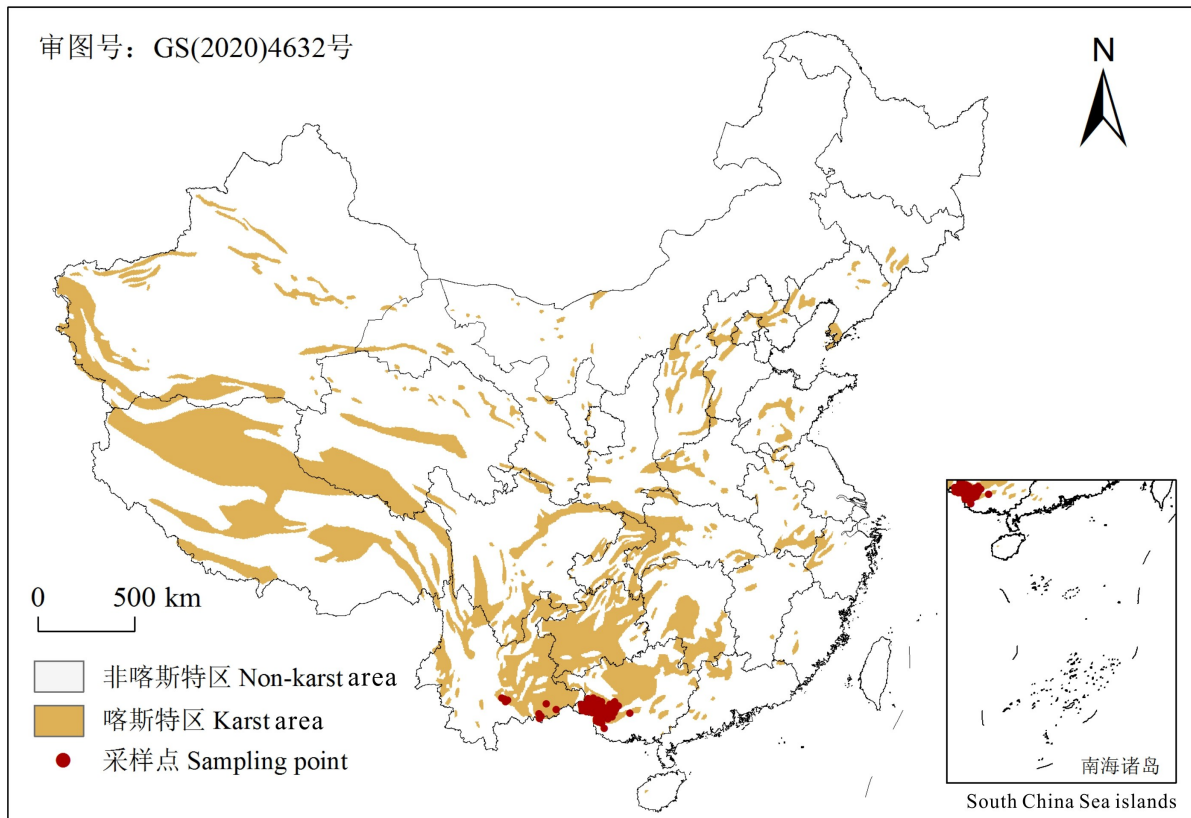 审图号：GS(2020)4632号
N
0 500 km
非喀斯特区 Non-karst area
喀斯特区 Karst area
采样点 Sampling point
南海诸岛
South China Sea islands